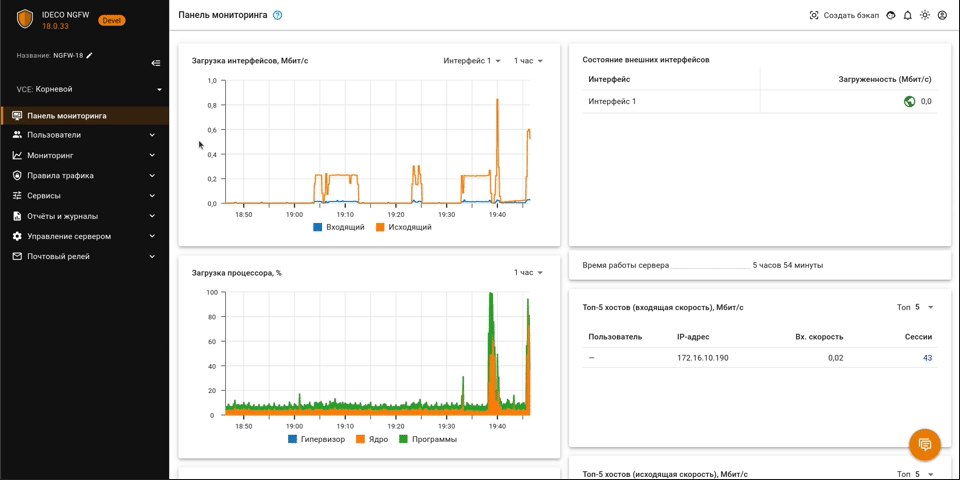 IDECO NGFW
18.0.33
Devel
Название: NGFW-18
VCE: Корневой
Панель мониторинга
Пользователи
Мониторинг
Правила трафика
Сервисы
Отчёты и журналы
Управление сервером
Почтовый релей
Панель мониторинга
Создать бэкап
Загрузка интерфейсов, Мбит/с
Интерфейс 1
1 час
1,0
0,8
0,6
0,4
0,2
0,0
18:50 19:00 19:10 19:20 19:30 19:40
Входящий Исходящий
Загрузка процессора, %
1 час
100
80
60
40
20
0
18:50 19:00 19:10 19:20 19:30 19:40
Гипервизор Ядро Программы
Состояние внешних интерфейсов
Интерфейс Загруженность (Мбит/с)
Интерфейс 1 0,0
Время работы сервера 5 часов 54 минуты
Топ-5 хостов (входящая скорость), Мбит/с
Топ 5
Пользователь IP-адрес Вх. скорость Сессии
— 172.16.10.190 0,02 43
Топ-5 хостов (исходящая скорость), Мбит/с
Топ 5